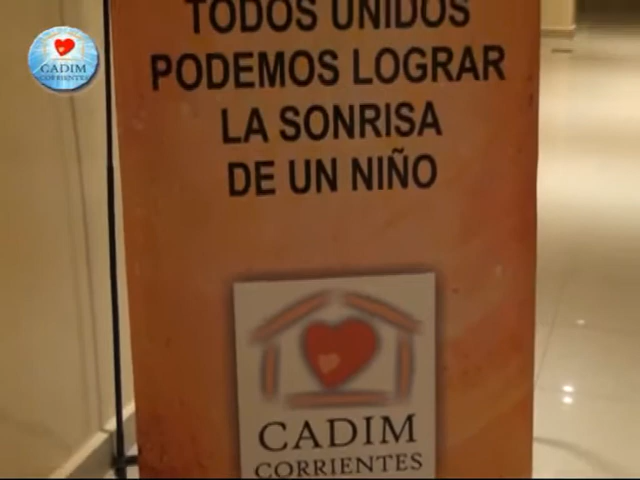 CADIM
CORRIENTES
TODOS UNIDOS
PODEMOS LOGRAR
LA SONRISA
DE UN NIÑO
CADIM
CORRIENTES